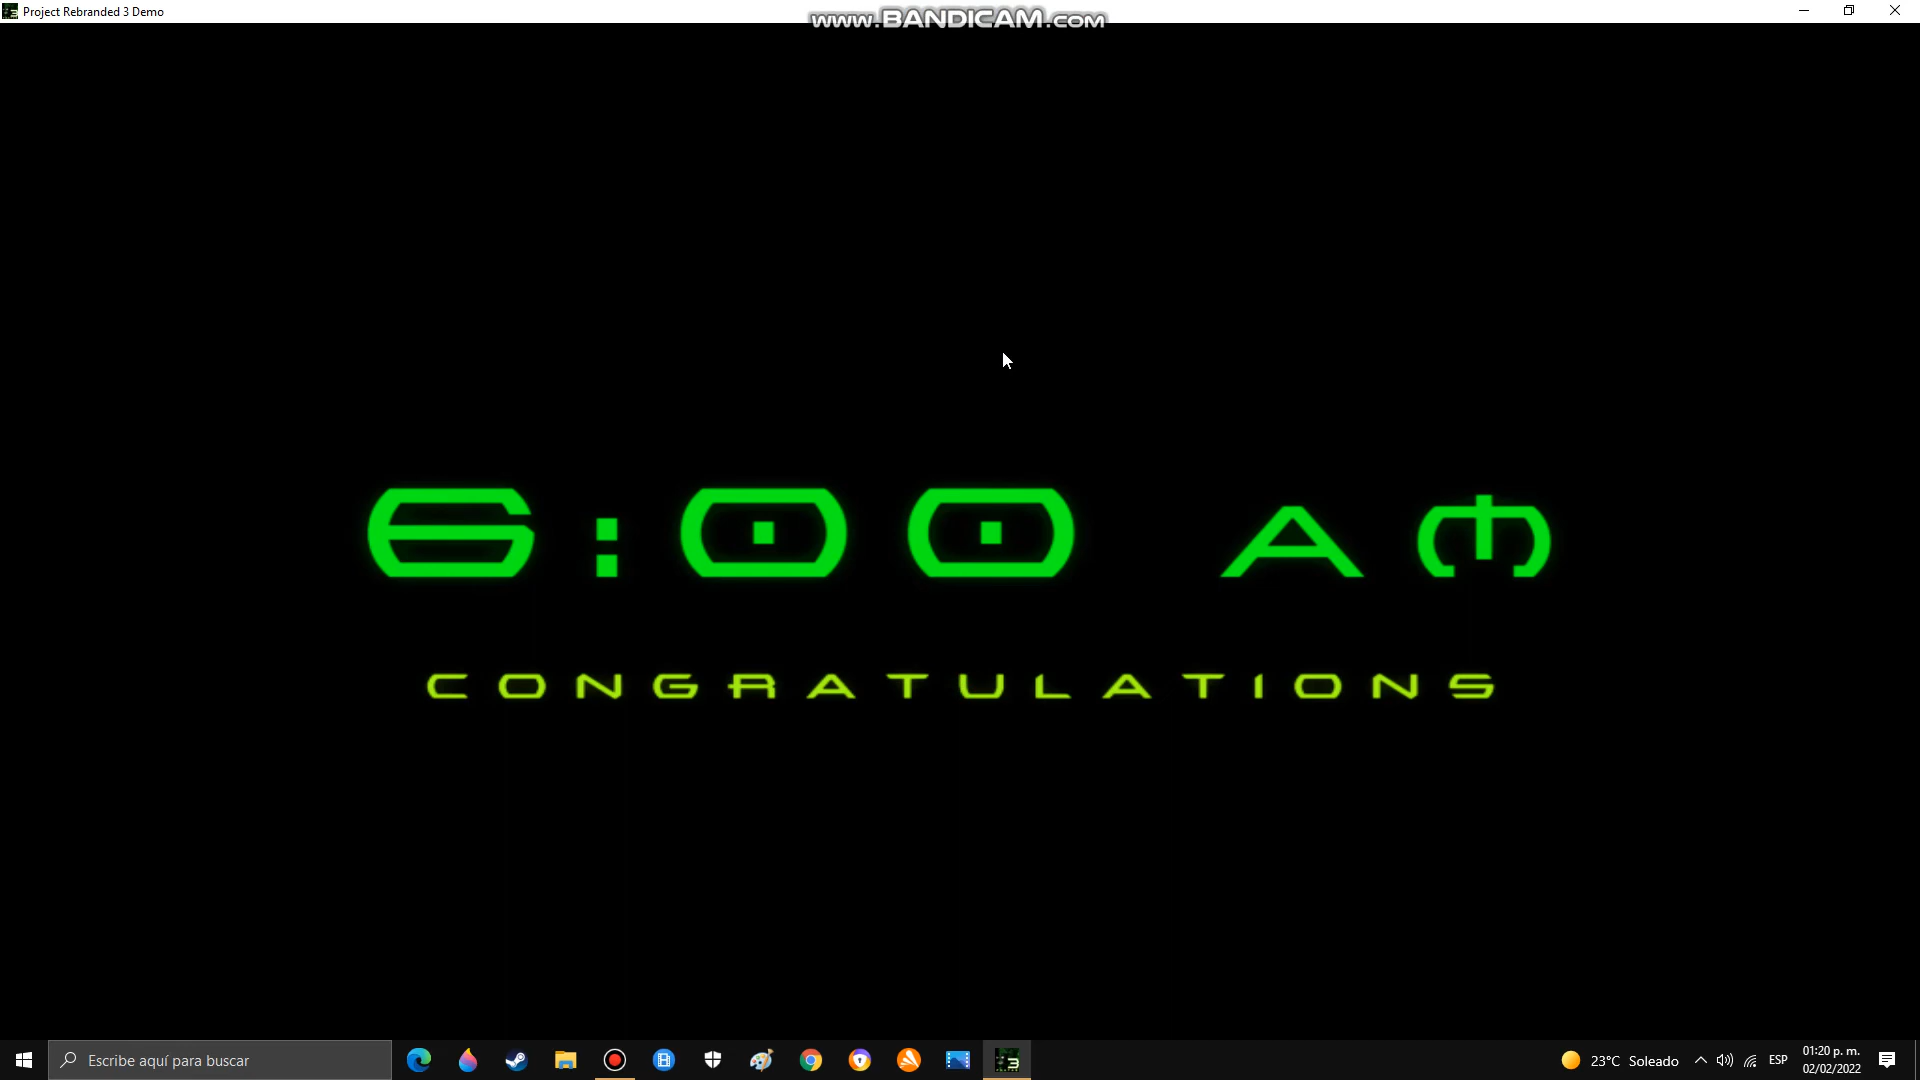 Project Rebranded 3 Demo
www.BANDICAM.com
6:00 AM
CONGRATULATIONS
Escribe aquí para buscar
3
23°C Soleado
ESP
01:20 p. m.
02/02/2022